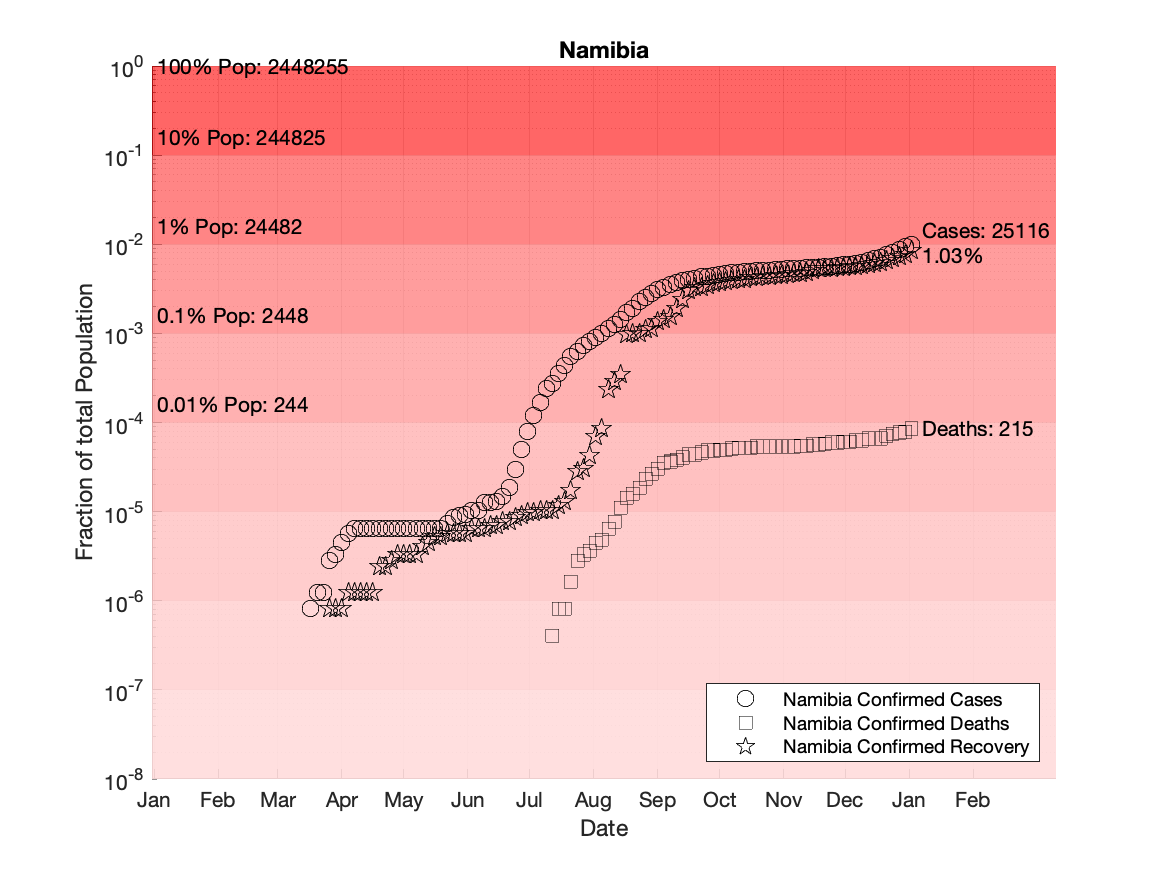 Namibia
10^0
100% Pop: 2448255
10% Pop: 244825
10^-1
1% Pop: 24482
Cases: 25116
10^-2
1.03%
0.1% Pop: 2448
10^-3
0.01% Pop: 244
10^-4
Deaths: 215
10^-5
10^-6
10^-7
10^-8
Fraction of total Population
Namibia Confirmed Cases
Namibia Confirmed Deaths
Namibia Confirmed Recovery
Jan Feb Mar Apr May Jun Jul Aug Sep Oct Nov Dec Jan Feb
Date